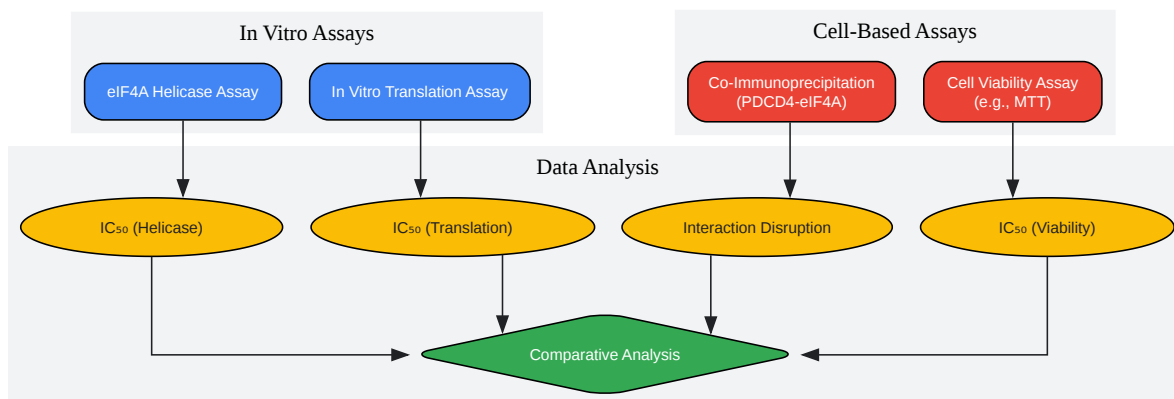 In Vitro Assays
Cell-Based Assays
eIF4A Helicase Assay
In Vitro Translation Assay
Co-Immunoprecipitation
(PDCD4-eIF4A)
Cell Viability Assay
(e.g., MTT)
Data Analysis
IC₅₀ (Helicase)
IC₅₀ (Translation)
Interaction Disruption
IC₅₀ (Viability)
Comparative Analysis